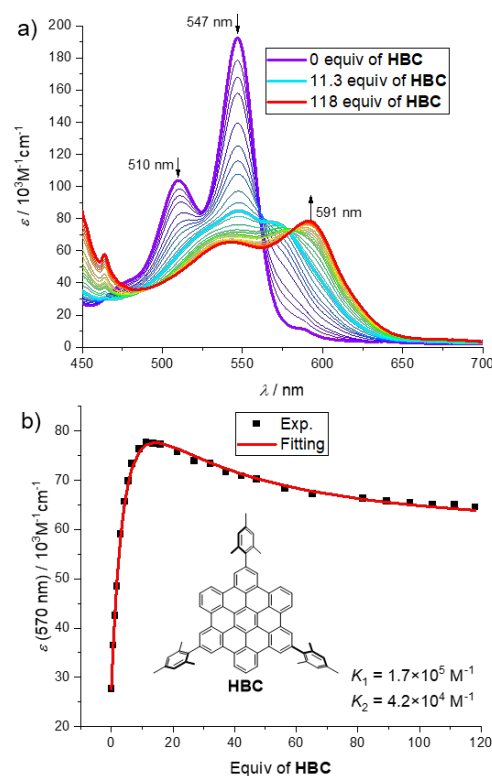 a)
547 nm
0 equiv of HBC
11.3 equiv of HBC
118 equiv of HBC
510 nm
591 nm
ε / 10³M⁻¹cm⁻¹
200
180
160
140
120
100
80
60
40
20
0
450 500 550 600 650 700
λ / nm
b)
Exp.
Fitting
ε (570 nm) / 10³M⁻¹cm⁻¹
80
70
60
50
40
30
20
HBC
K₁ = 1.7×10⁵ M⁻¹
K₂ = 4.2×10⁴ M⁻¹
0 20 40 60 80 100 120
Equiv of HBC